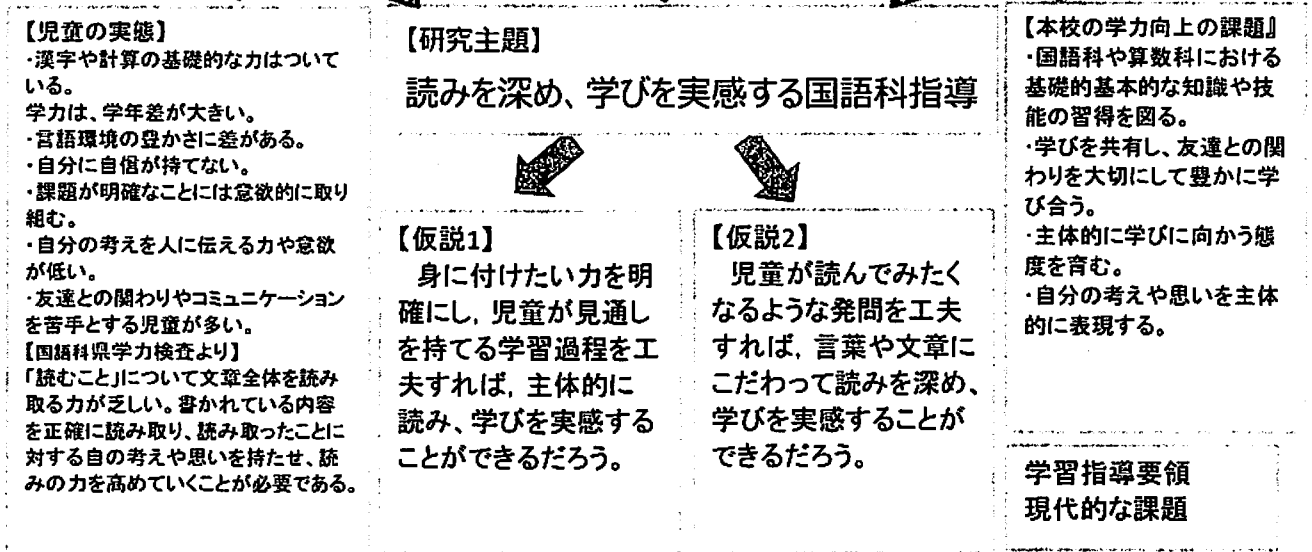 【児童の実態】
・漢字や計算の基礎的な力はついて
いる。
学力は、学年差が大きい。
・言語環境の豊かさに差がある。
・自分に自信が持てない。
・課題が明確なことには意欲的に取り
組む。
・自分の考えを人に伝える力や意欲
が低い。
・友達との関わりやコミュニケーション
を苦手とする児童が多い。
【国語科県学力検査より】
「読むこと」について文章全体を読み
取る力が乏しい。書かれている内容
を正確に読み取り、読み取ったことに
対する自の考えや思いを持たせ、読
みの力を高めていくことが必要である。
【研究主題】
読みを深め、学びを実感する国語科指導
【仮説1】
身に付けたい力を明
確にし,児童が見通し
を持てる学習過程を工
夫すれば,主体的に
読み、学びを実感する
ことができるだろう。
【仮説2】
児童が読んでみたく
なるような発問を工夫
すれば,言葉や文章に
こだわって読みを深め、
学びを実感することが
できるだろう。
【本校の学力向上の課題』
・国語科や算数科における
基礎的基本的な知識や技
能の習得を図る。
・学びを共有し、友達との関
わりを大切にして豊かに学
び合う。
・主体的に学びに向かう態
度を育む。
・自分の考えや思いを主体
的に表現する。
学習指導要領
現代的な課題